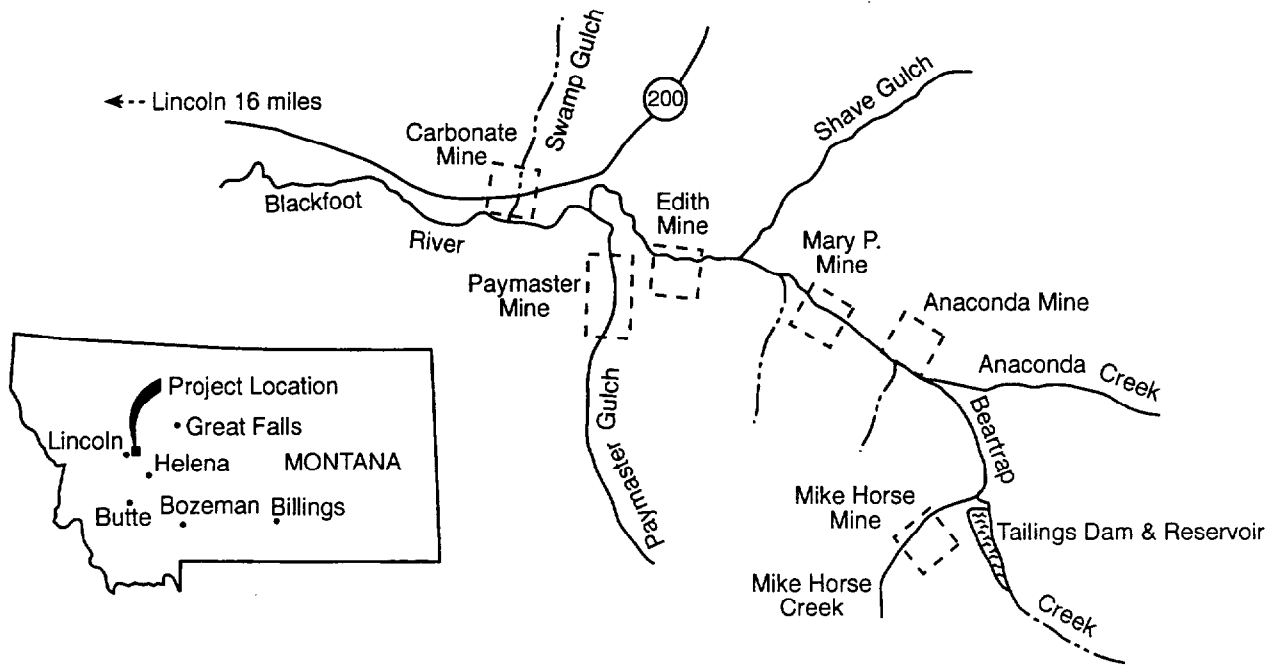 Lincoln 16 miles
200
Swamp Gulch
Shave Gulch
Carbonate
Mine
Blackfoot
River
Edith
Mine
Mary P.
Mine
Paymaster
Mine
Anaconda Mine
Anaconda Creek
Beartrap
Paymaster Gulch
Mike Horse
Mine
Tailings Dam & Reservoir
Mike Horse
Creek
Creek
Project Location
Great Falls
Lincoln
Helena
MONTANA
Butte
Bozeman
Billings